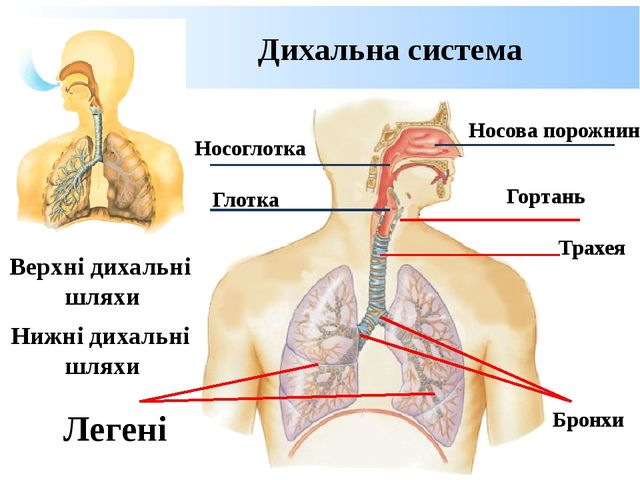 Дихальна система
Носова порожнин
Носоглотка
Глотка
Гортань
Трахея
Верхні дихальні
шляхи
Нижні дихальні
шляхи
Легені
Бронхи